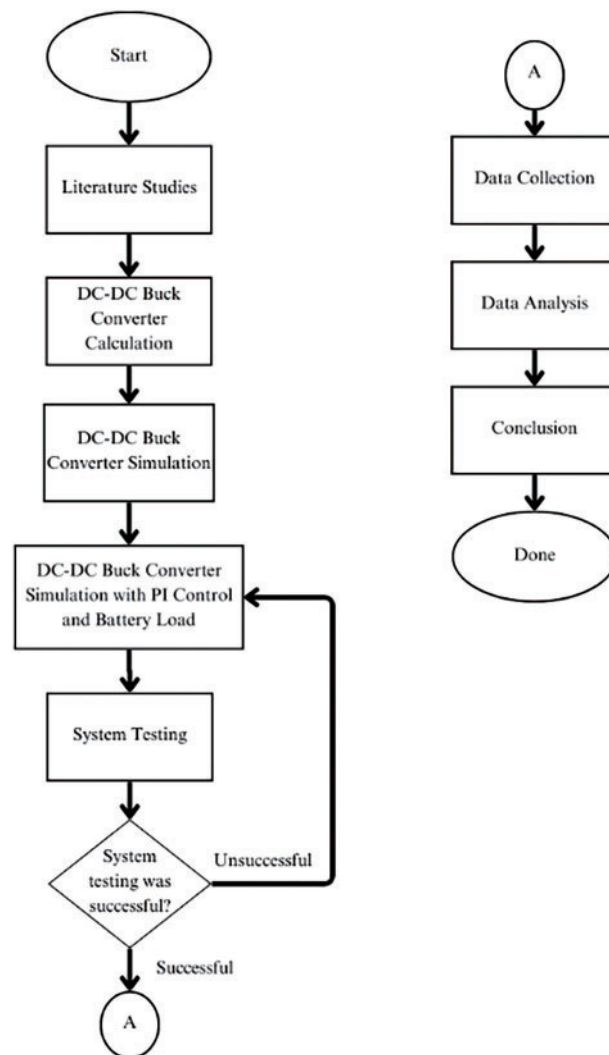 Start
Literature Studies
DC-DC Buck
Converter
Calculation
DC-DC Buck
Converter Simulation
DC-DC Buck Converter
Simulation with PI Control
and Battery Load
System Testing
System
testing was
successful?
Unsuccessful
Successful
A
A
Data Collection
Data Analysis
Conclusion
Done